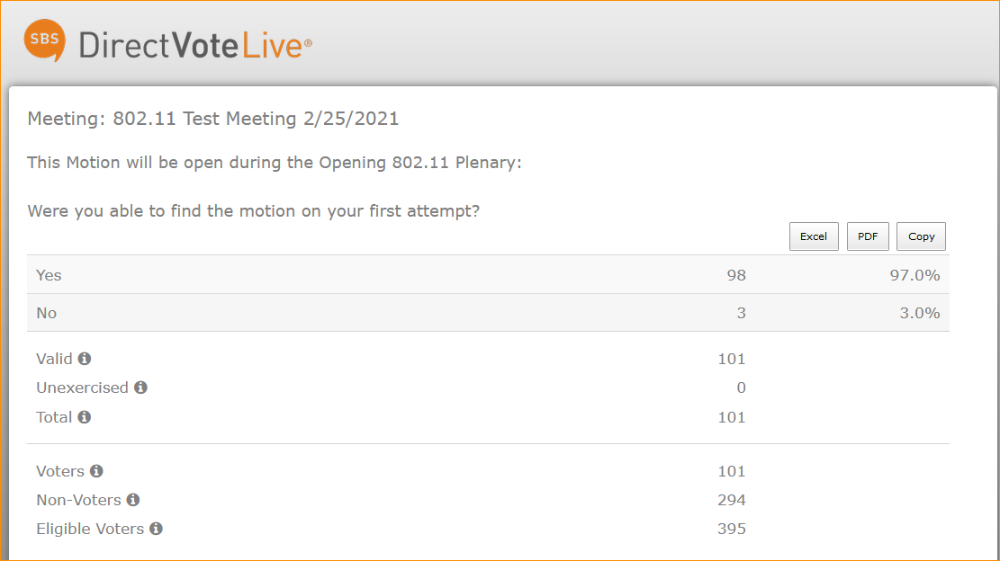 SBS DirectVoteLive®
Meeting: 802.11 Test Meeting 2/25/2021
This Motion will be open during the Opening 802.11 Plenary:
Were you able to find the motion on your first attempt?
Excel PDF Copy
Yes 98 97.0%
No 3 3.0%
Valid 101
Unexercised 0
Total 101
Voters 101
Non-Voters 294
Eligible Voters 395